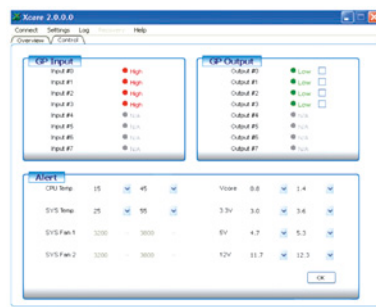 Xcare 2.0.0.0
Connect Settings Log Help
Overview Control
GP Input
Input #0 High
Input #1 High
Input #2 High
Input #3 High
Input #4 N/A
Input #5 N/A
Input #6 N/A
Input #7 N/A
GP Output
Output #0 Low
Output #1 Low
Output #2 Low
Output #3 Low
Output #4 N/A
Output #5 N/A
Output #6 N/A
Output #7 N/A
Alert
CPU Temp 15 45 Vcore 0.8 1.4
SYS Temp 25 55 3.3V 3.0 3.6
SYS Fan 1 3200 3800 5V 4.7 5.3
SYS Fan 2 3800 12V 11.7 12.3
OK